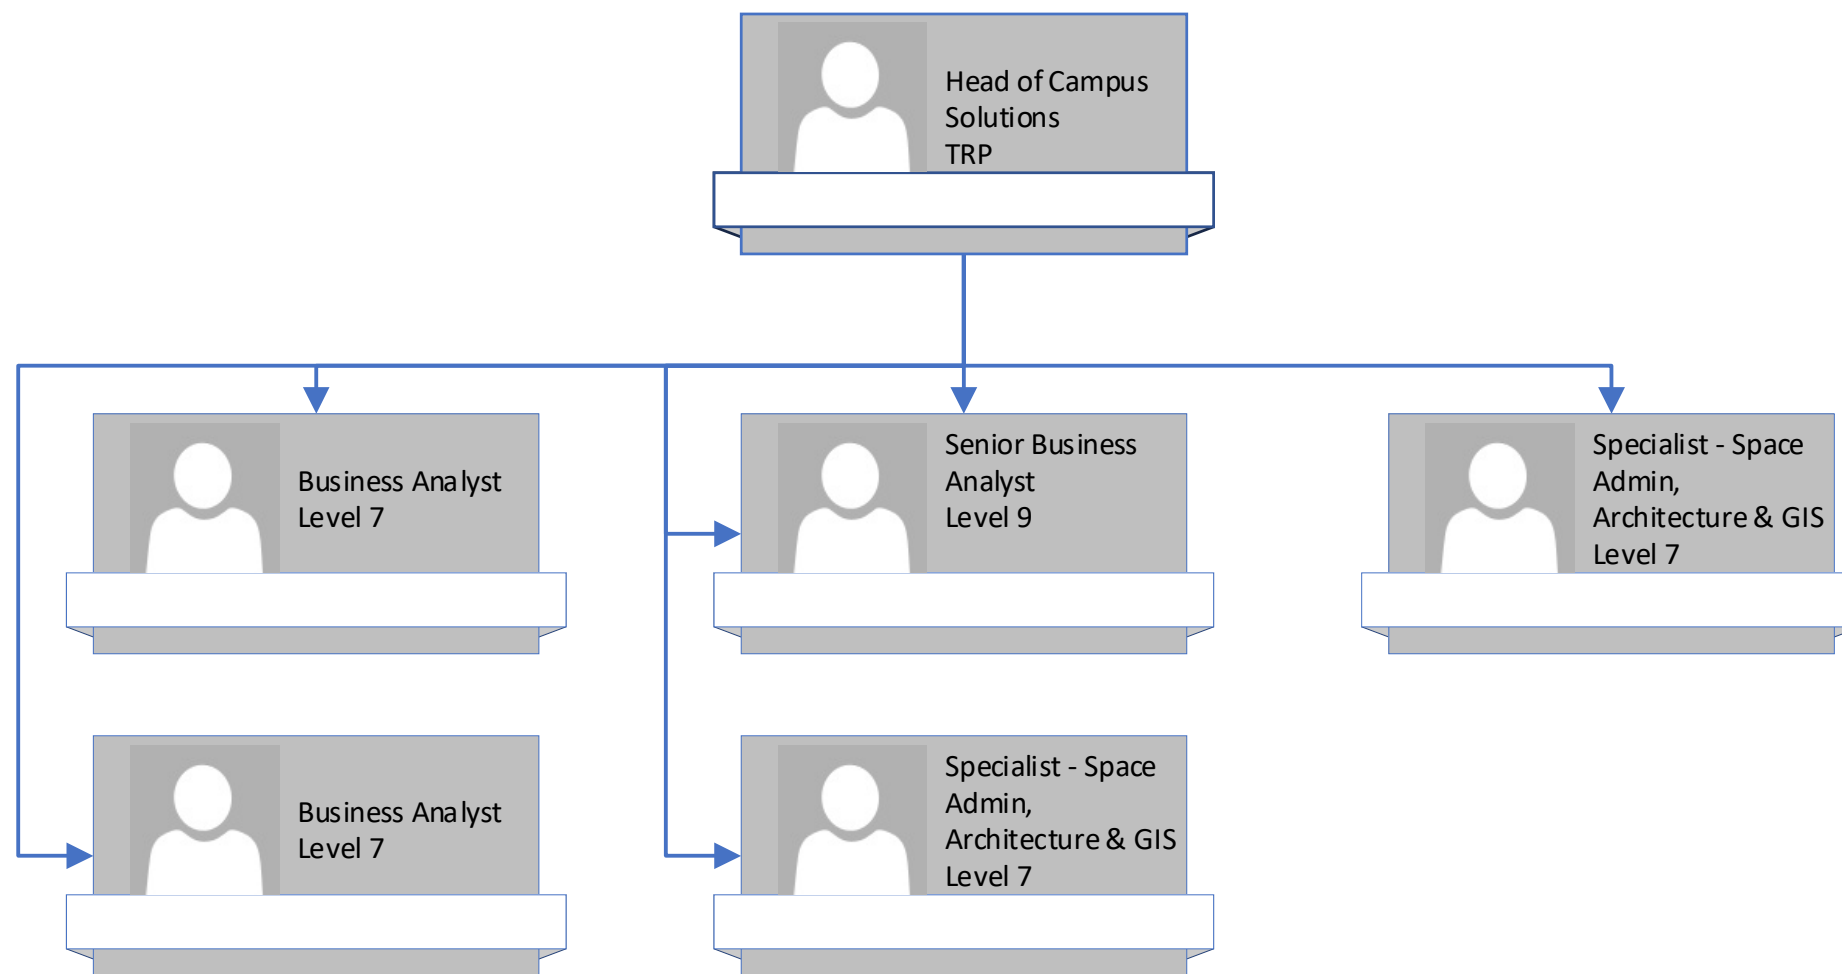 Head of Campus
Solutions
TRP
Business Analyst
Level 7
Senior Business
Analyst
Level 9
Specialist - Space
Admin,
Architecture & GIS
Level 7
Business Analyst
Level 7
Specialist - Space
Admin,
Architecture & GIS
Level 7